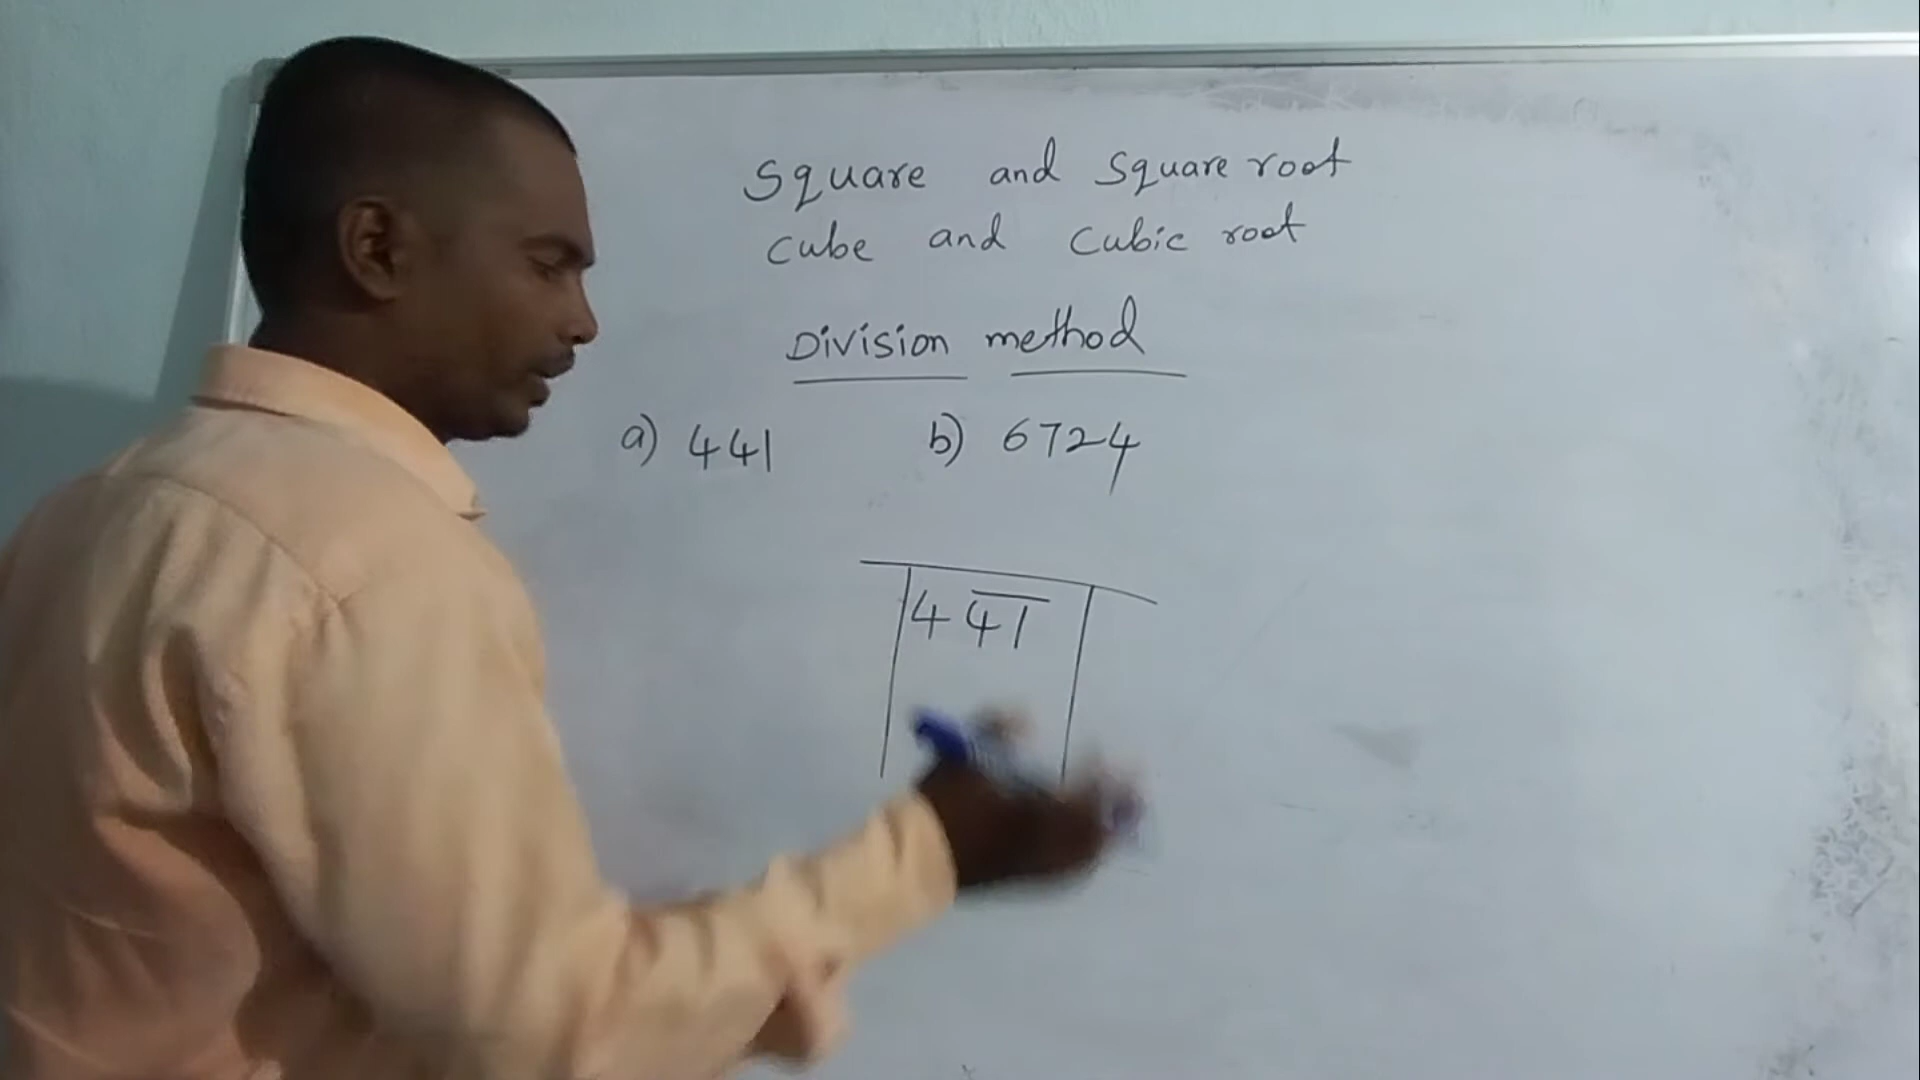 Square and Square root
Cube and Cubic root
Division method
a) 441 b) 6724
4 41